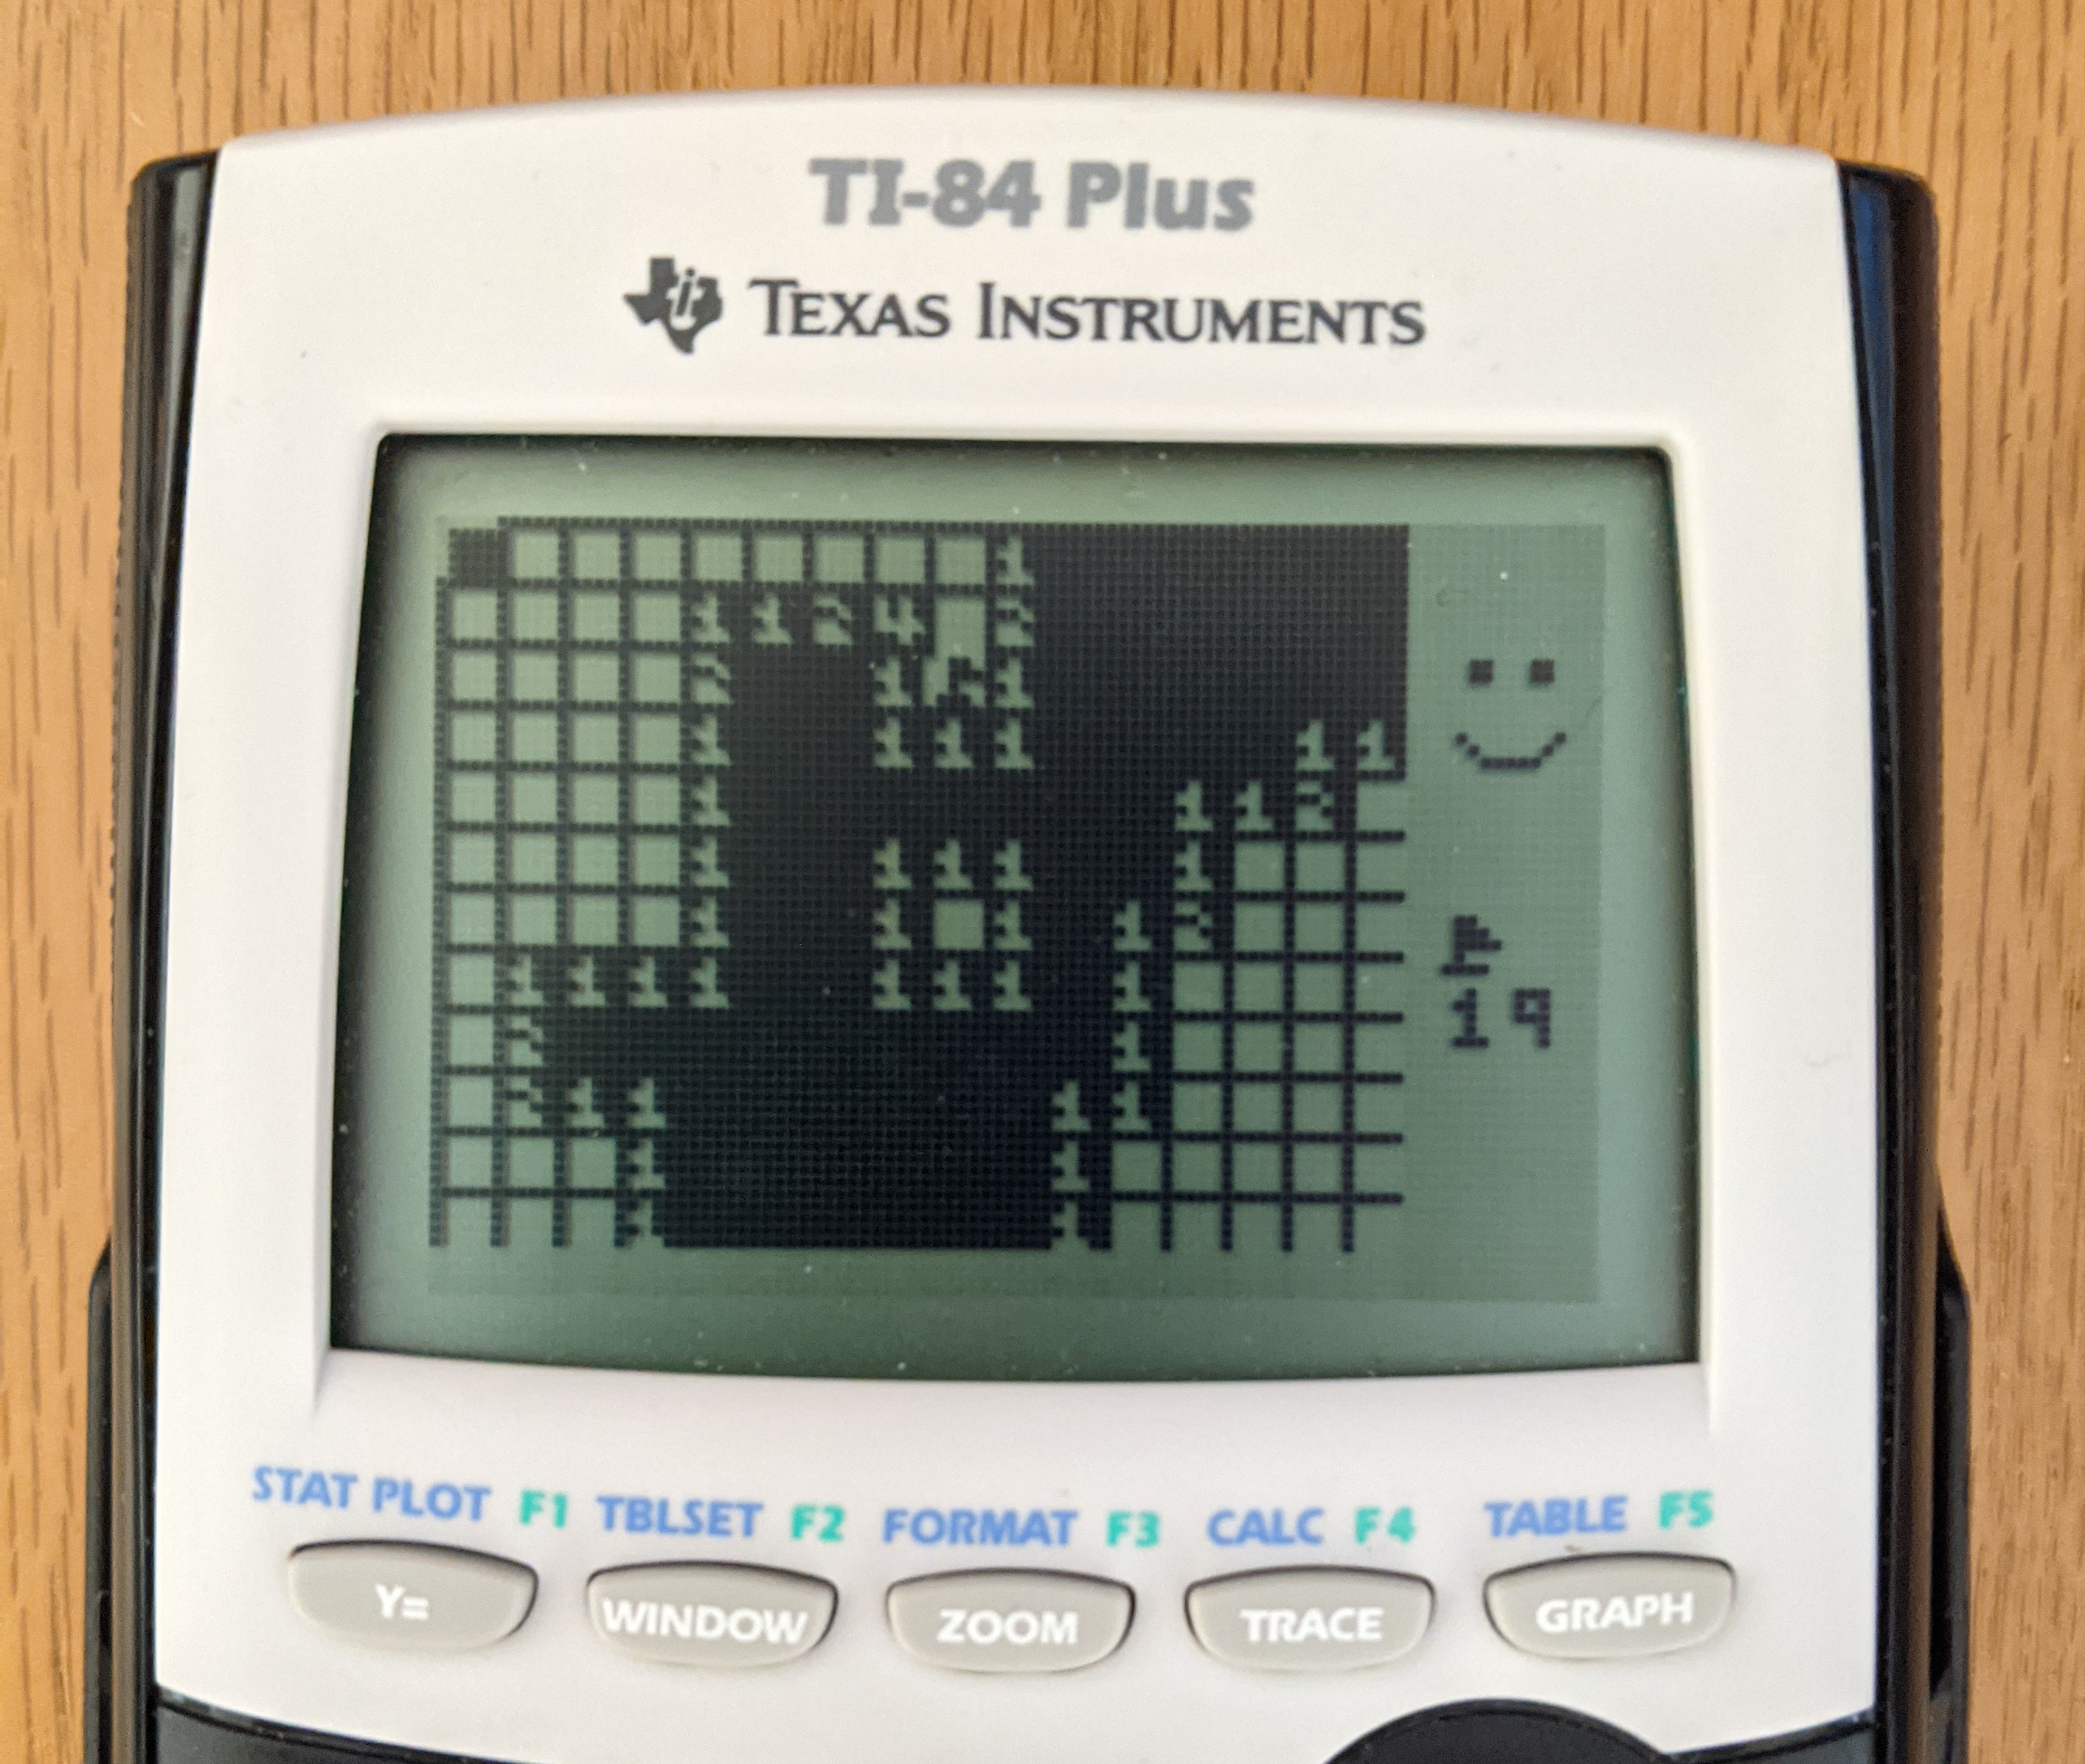 TI-84 Plus
TEXAS INSTRUMENTS
1
1 1 2 4 2
2 1 1
1 1 1 1 1 1
1 1 1 2
1 1 1 1 1
1 1 1 1 2
1 1 1 1 1 1 1 1
2 1
2 1 1 1 1
1 1
1 1
19
STAT PLOT F1 TBLSET F2 FORMAT F3 CALC F4 TABLE F5
Y= WINDOW ZOOM TRACE GRAPH